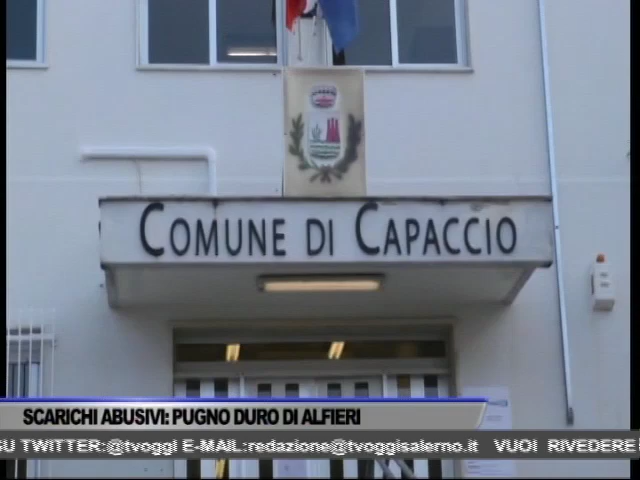 COMUNE DI CAPACCIO
SCARICHI ABUSIVI: PUGNO DURO DI ALFIERI
SU TWITTER:@tvoggi E-MAIL:redazione@tvoggisalerno.it VUOI RIVEDERE